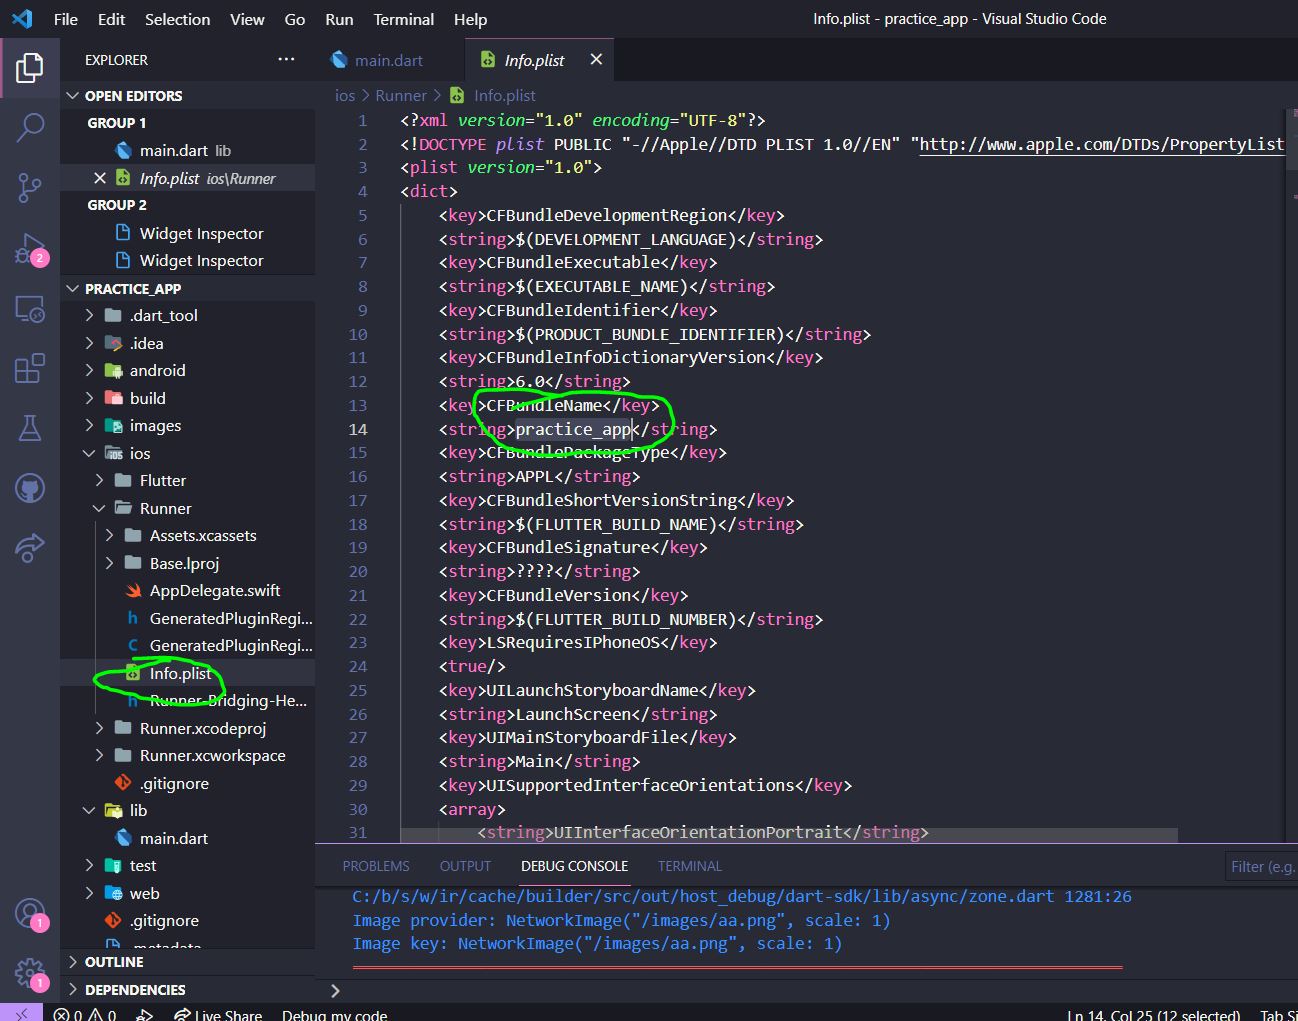 File Edit Selection View Go Run Terminal Help Info.plist - practice_app - Visual Studio Code
EXPLORER ...
main.dart Info.plist
OPEN EDITORS
GROUP 1
main.dart lib
Info.plist ios\Runner
GROUP 2
Widget Inspector
Widget Inspector
PRACTICE_APP
.dart_tool
.idea
android
build
images
ios
Flutter
Runner
Assets.xcassets
Base.lproj
AppDelegate.swift
h GeneratedPluginRegi...
C GeneratedPluginRegi...
Info.plist
h Runner-Bridging-He...
Runner.xcodeproj
Runner.xcworkspace
.gitignore
lib
main.dart
test
web
.gitignore
.metadata
OUTLINE
DEPENDENCIES
2
1
1
ios > Runner > Info.plist
1 <?xml version="1.0" encoding="UTF-8"?>
2 <!DOCTYPE plist PUBLIC "-//Apple//DTD PLIST 1.0//EN" "http://www.apple.com/DTDs/PropertyList
3 <plist version="1.0">
4 <dict>
5 <key>CFBundleDevelopmentRegion</key>
6 <string>$(DEVELOPMENT_LANGUAGE)</string>
7 <key>CFBundleExecutable</key>
8 <string>$(EXECUTABLE_NAME)</string>
9 <key>CFBundleIdentifier</key>
10 <string>$(PRODUCT_BUNDLE_IDENTIFIER)</string>
11 <key>CFBundleInfoDictionaryVersion</key>
12 <string>6.0</string>
13 <key>CFBundleName</key>
14 <string>practice_app</string>
15 <key>CFBundlePackageType</key>
16 <string>APPL</string>
17 <key>CFBundleShortVersionString</key>
18 <string>$(FLUTTER_BUILD_NAME)</string>
19 <key>CFBundleSignature</key>
20 <string>????</string>
21 <key>CFBundleVersion</key>
22 <string>$(FLUTTER_BUILD_NUMBER)</string>
23 <key>LSRequiresIPhoneOS</key>
24 <true/>
25 <key>UILaunchStoryboardName</key>
26 <string>LaunchScreen</string>
27 <key>UIMainStoryboardFile</key>
28 <string>Main</string>
29 <key>UISupportedInterfaceOrientations</key>
30 <array>
31 <string>UIInterfaceOrientationPortrait</string>
PROBLEMS OUTPUT DEBUG CONSOLE TERMINAL Filter (e.g.
C:/b/s/w/ir/cache/builder/src/out/host_debug/dart-sdk/lib/async/zone.dart 1281:26
Image provider: NetworkImage("/images/aa.png", scale: 1)
Image key: NetworkImage("/images/aa.png", scale: 1)
>
0 0 Live Share Debug my code Ln 14, Col 25 (12 selected) Tab Si